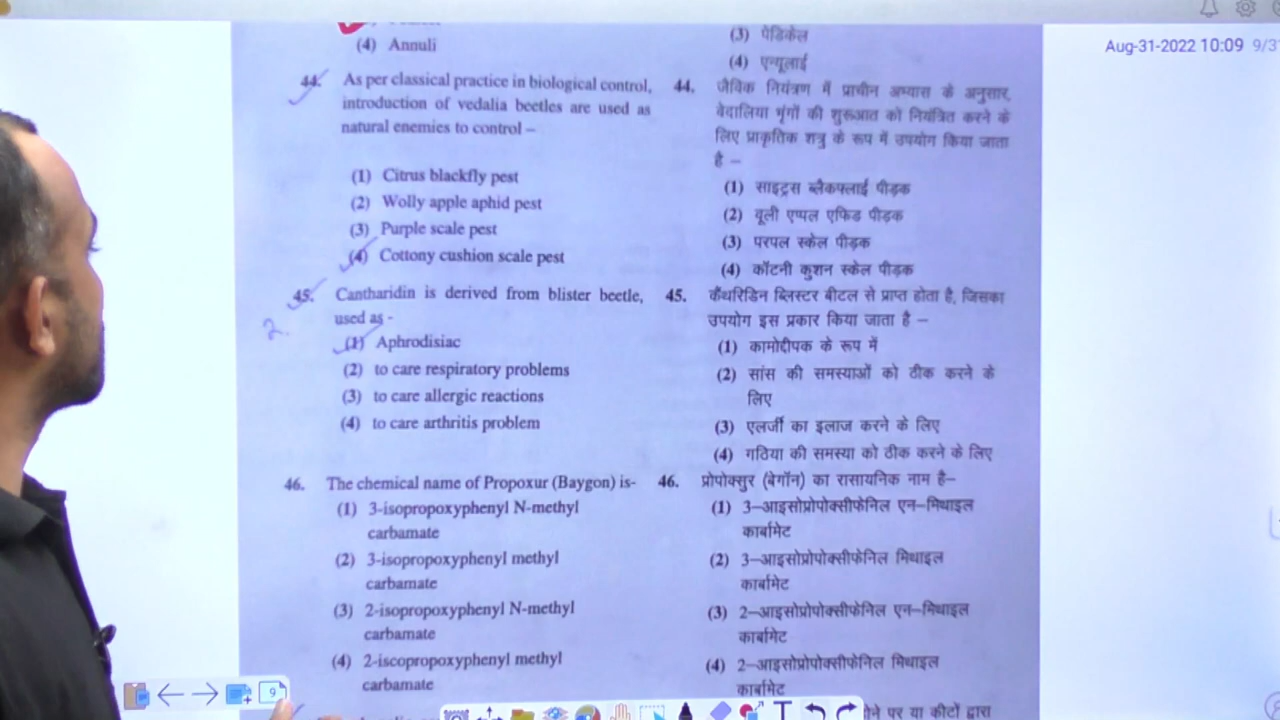 Aug-31-2022 10:09 9/3
(4) Annuli
44. As per classical practice in biological control,
introduction of vedalia beetles are used as
natural enemies to control –
(1) Citrus blackfly pest
(2) Wolly apple aphid pest
(3) Purple scale pest
(4) Cottony cushion scale pest
45. Cantharidin is derived from blister beetle,
used as -
2.
(1) Aphrodisiac
(2) to care respiratory problems
(3) to care allergic reactions
(4) to care arthritis problem
46. The chemical name of Propoxur (Baygon) is-
(1) 3-isopropoxyphenyl N-methyl
carbamate
(2) 3-isopropoxyphenyl methyl
carbamate
(3) 2-isopropoxyphenyl N-methyl
carbamate
(4) 2-iscopropoxyphenyl methyl
carbamate
(3) पेडिकेल
(4) एन्यूलाई
44. जैविक नियंत्रण में प्राचीन अभ्यास के अनुसार,
वेदालिया भृंगों की शुरूआत को नियंत्रित करने के
लिए प्राकृतिक शत्रु के रूप में उपयोग किया जाता
है –
(1) साइट्रस ब्लैकफ्लाई पीड़क
(2) वूली एप्पल एफिड पीड़क
(3) परपल स्केल पीड़क
(4) कॉटनी कुशन स्केल पीड़क
45. कैंथरिडिन ब्लिस्टर बीटल से प्राप्त होता है, जिसका
उपयोग इस प्रकार किया जाता है –
(1) कामोद्दीपक के रूप में
(2) सांस की समस्याओं को ठीक करने के
लिए
(3) एलर्जी का इलाज करने के लिए
(4) गठिया की समस्या को ठीक करने के लिए
46. प्रोपोक्सुर (बेगॉन) का रासायनिक नाम है–
(1) 3–आइसोप्रोपोक्सीफेनिल एन–मिथाइल
कार्बामेट
(2) 3–आइसोप्रोपोक्सीफेनिल मिथाइल
कार्बामेट
(3) 2–आइसोप्रोपोक्सीफेनिल एन–मिथाइल
कार्बामेट
(4) 2–आइसोप्रोपोक्सीफेनिल मिथाइल
कार्बामेट
पर या कीटों द्वारा
9